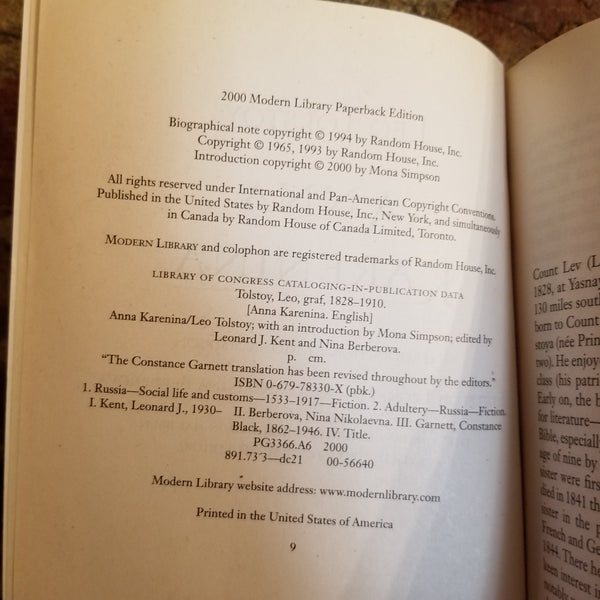 2000 Modern Library Paperback Edition
Biographical note copyright © 1994 by Random House, Inc.
Copyright © 1965, 1993 by Random House, Inc.
Introduction copyright © 2000 by Mona Simpson
All rights reserved under International and Pan-American Copyright Conventions.
Published in the United States by Random House, Inc., New York, and simultaneously
in Canada by Random House of Canada Limited, Toronto.
MODERN LIBRARY and colophon are registered trademarks of Random House, Inc.
LIBRARY OF CONGRESS CATALOGING-IN-PUBLICATION DATA
Tolstoy, Leo, graf, 1828–1910.
[Anna Karenina. English]
Anna Karenina/Leo Tolstoy; with an introduction by Mona Simpson; edited by
Leonard J. Kent and Nina Berberova.
p. cm.
“The Constance Garnett translation has been revised throughout by the editors.”
ISBN 0-679-78330-X (pbk.)
1. Russia—Social life and customs—1533–1917—Fiction. 2. Adultery—Russia—Fiction.
I. Kent, Leonard J., 1930– II. Berberova, Nina Nikolaevna. III. Garnett, Constance
Black, 1862–1946. IV. Title.
PG3366.A6 2000
891.73'3—dc21 00-56640
Modern Library website address: www.modernlibrary.com
Printed in the United States of America
9
Count Lev (L
1828, at Yasnay
130 miles south
born to Count
stoya (née Prin
two). He enjoye
class (his patri
Early on, the b
for literature—
Bible, especially
age of nine by
sister were firs
died in 1841 th
sister in the p
French and Ge
1844. There he
keen interest i
notably